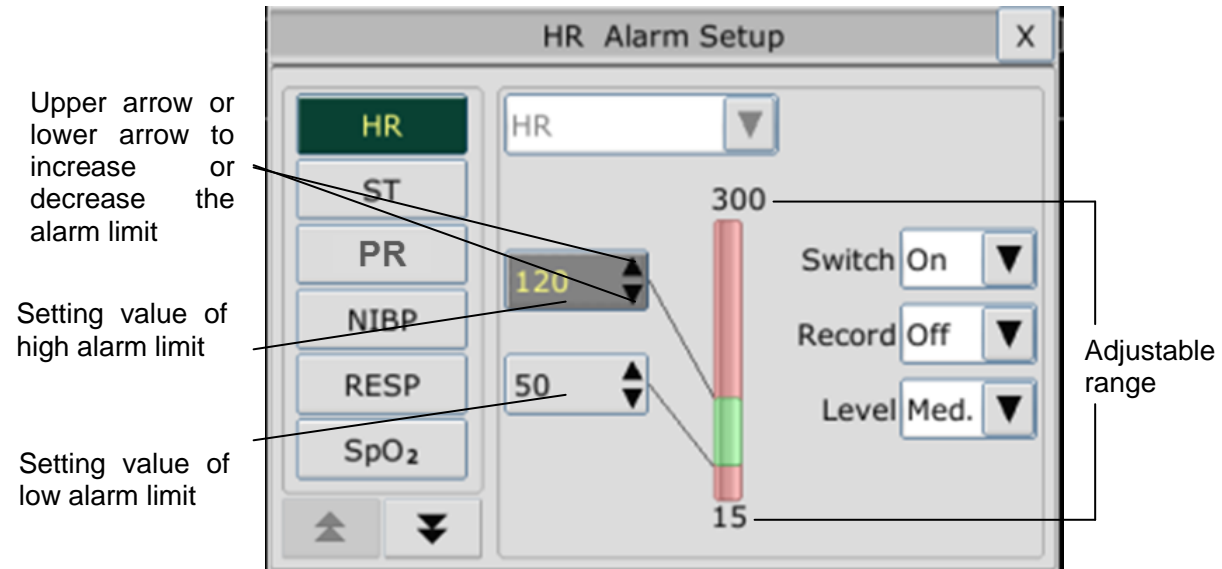 HR Alarm Setup
X
Upper arrow or
lower arrow to
increase or
decrease the
alarm limit
Setting value of
high alarm limit
Setting value of
low alarm limit
HR
ST
PR
NIBP
RESP
SpO₂
HR
120
50
300
15
Switch On
Record Off
Level Med.
Adjustable
range